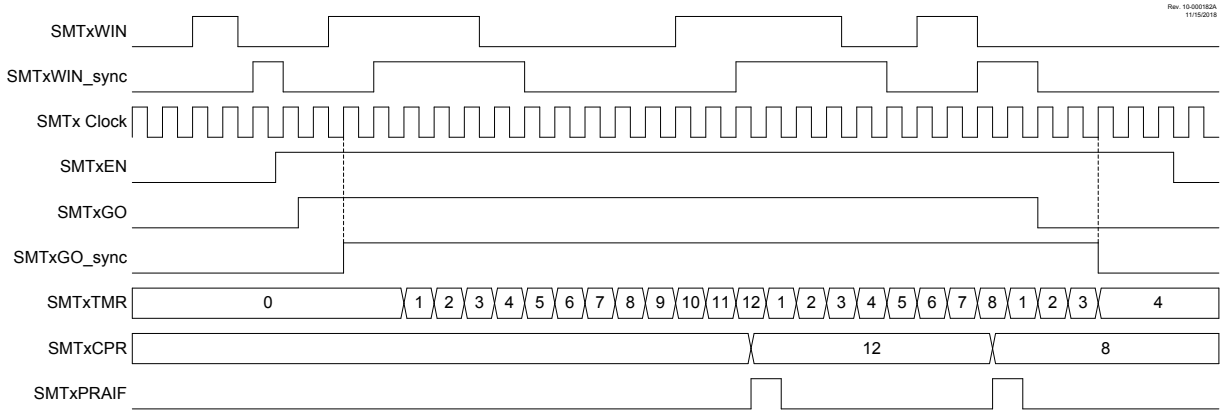 Rev. 10-000182A
11/15/2018
SMTxWIN
SMTxWIN_sync
SMTx Clock
SMTxEN
SMTxGO
SMTxGO_sync
SMTxTMR 0 1 2 3 4 5 6 7 8 9 10 11 12 1 2 3 4 5 6 7 8 1 2 3 4
SMTxCPR 12 8
SMTxPRAIF